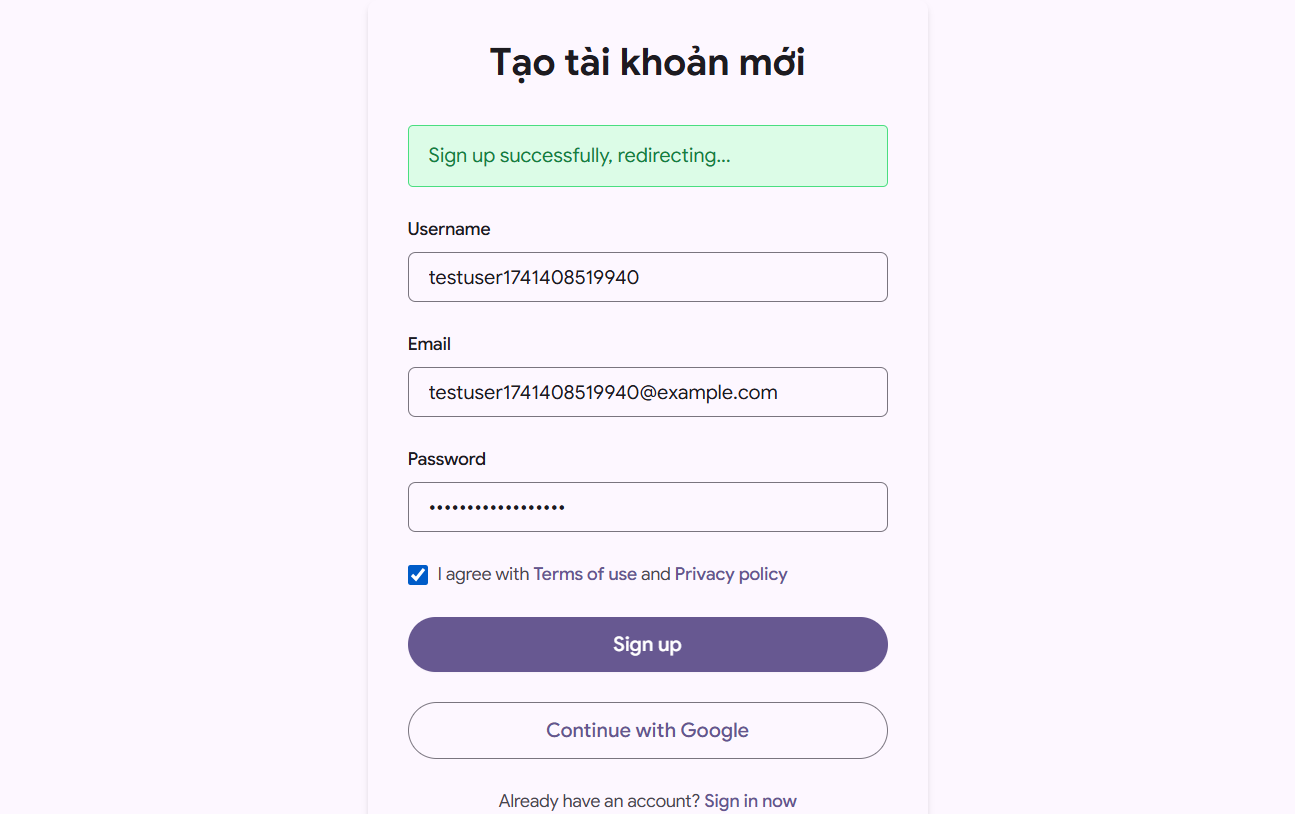 Tạo tài khoản mới
Sign up successfully, redirecting...
Username
testuser1741408519940
Email
testuser1741408519940@example.com
Password
••••••••••••••••••
I agree with Terms of use and Privacy policy
Sign up
Continue with Google
Already have an account? Sign in now